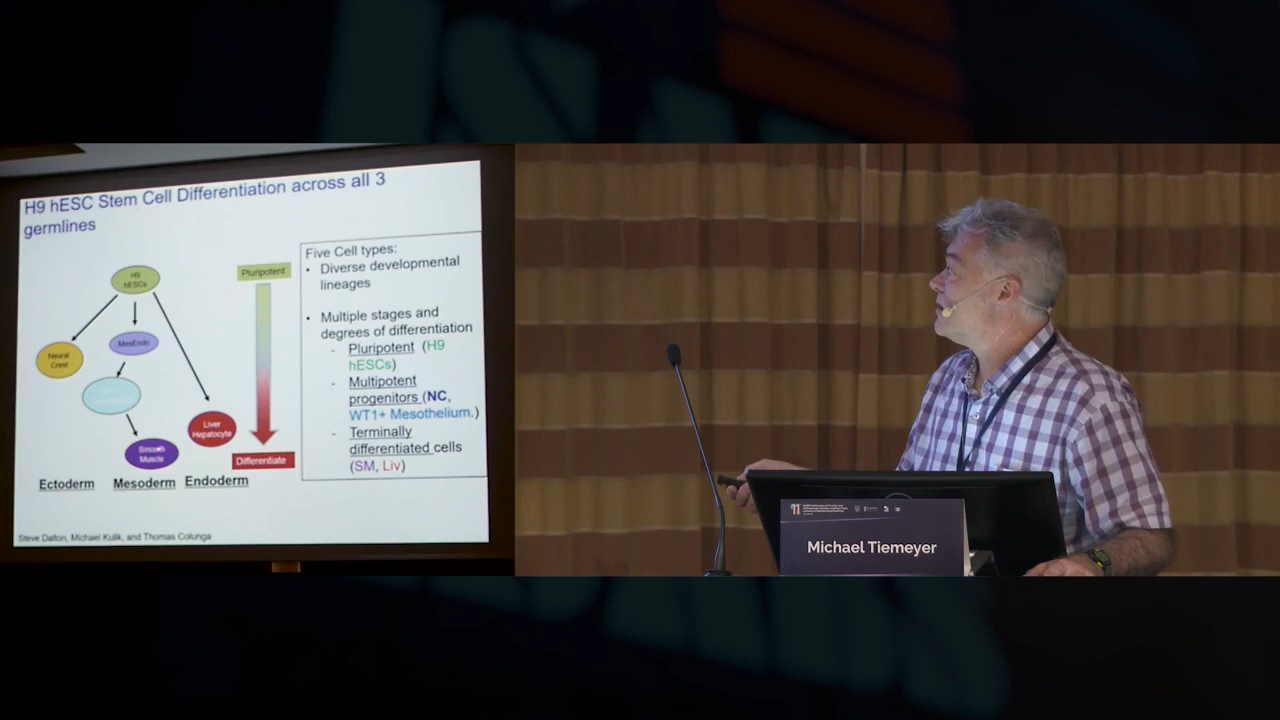 H9 hESC Stem Cell Differentiation across all 3
germlines
H9
hESCs
Neural
Crest
MesEndo
Smooth
Muscle
Liver
Hepatocyte
Pluripotent
Differentiate
Ectoderm
Mesoderm
Endoderm
Five Cell types:
• Diverse developmental
lineages
• Multiple stages and
degrees of differentiation
- Pluripotent (H9
hESCs)
- Multipotent
progenitors (NC,
WT1+ Mesothelium.)
- Terminally
differentiated cells
(SM, Liv)
Steve Dalton, Michael Kulik, and Thomas Colunga
11
Michael Tiemeyer